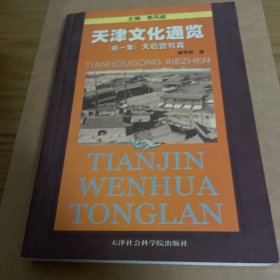 主编 郭凤岐
天津文化通览
(第一集) 天后宫写真
TIANHOUGONG XIEZHEN
TIANJIN
WENHUA
TONGLAN
天津社会科学院出版社